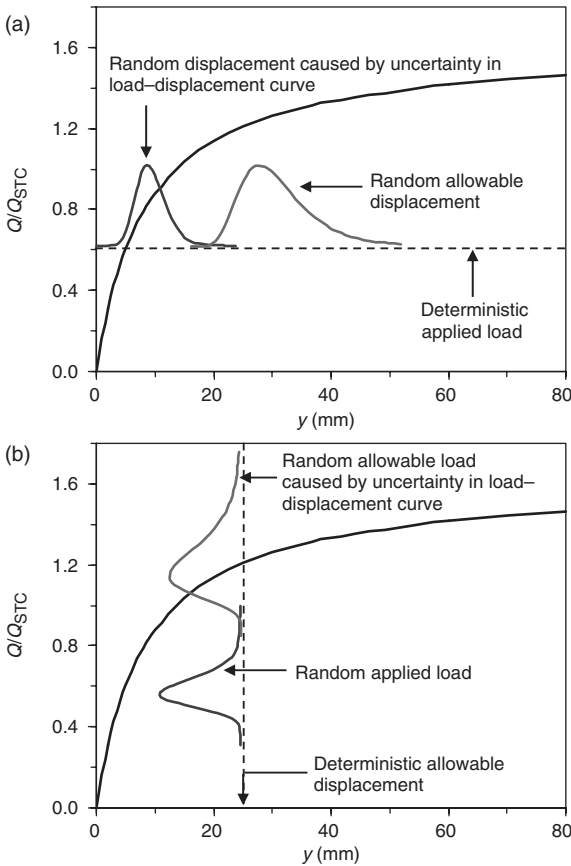 (a)
1.6
1.2
0.8
0.4
0.0
Q/QSTC
Random displacement caused by uncertainty in
load–displacement curve
Random allowable
displacement
Deterministic
applied load
0
20
40
60
80
y (mm)
(b)
1.6
1.2
0.8
0.4
0.0
Q/QSTC
Random allowable load
caused by uncertainty in load–
displacement curve
Random applied load
Deterministic allowable
displacement
0
20
40
60
80
y (mm)